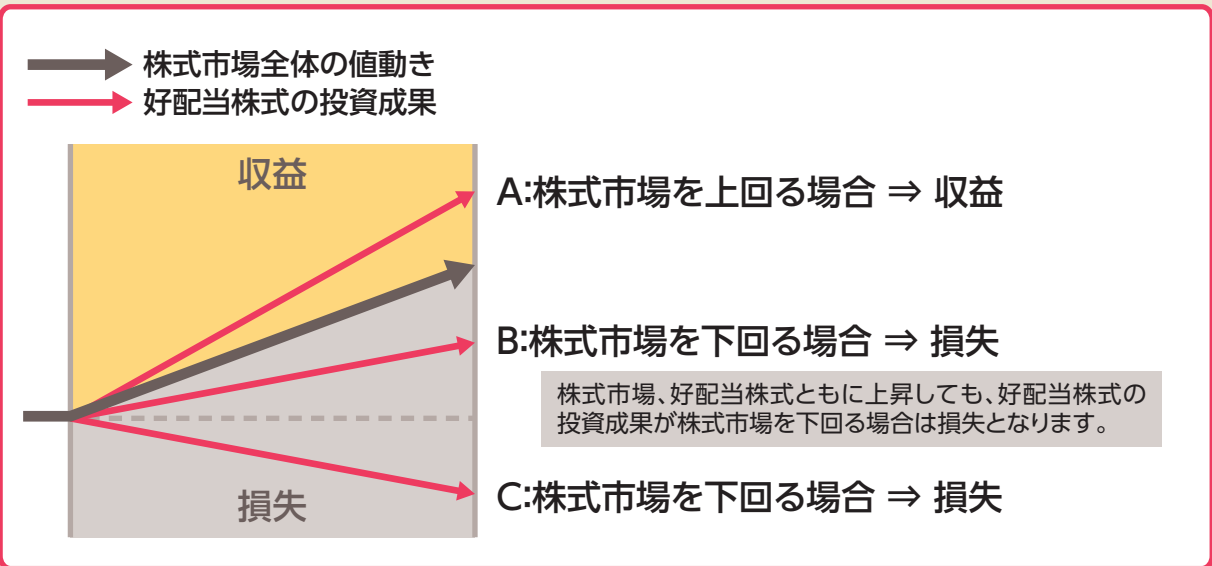 株式市場全体の値動き
好配当株式の投資成果
収益
A:株式市場を上回る場合 ⇒ 収益
B:株式市場を下回る場合 ⇒ 損失
株式市場、好配当株式ともに上昇しても、好配当株式の
投資成果が株式市場を下回る場合は損失となります。
損失
C:株式市場を下回る場合 ⇒ 損失